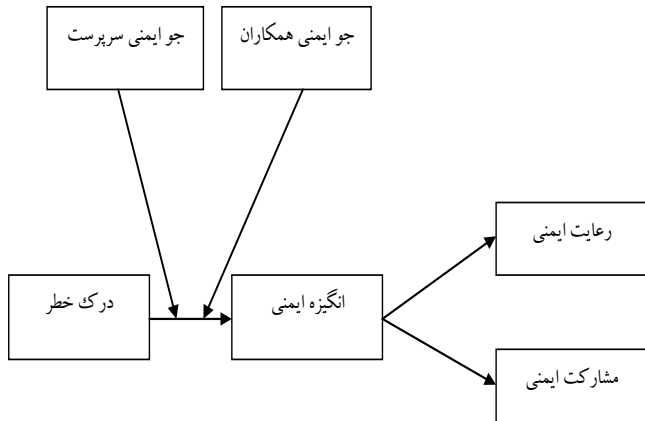 جو ایمنی همکاران
جو ایمنی سرپرست
رعایت ایمنی
درک خطر
انگیزه ایمنی
مشارکت ایمنی